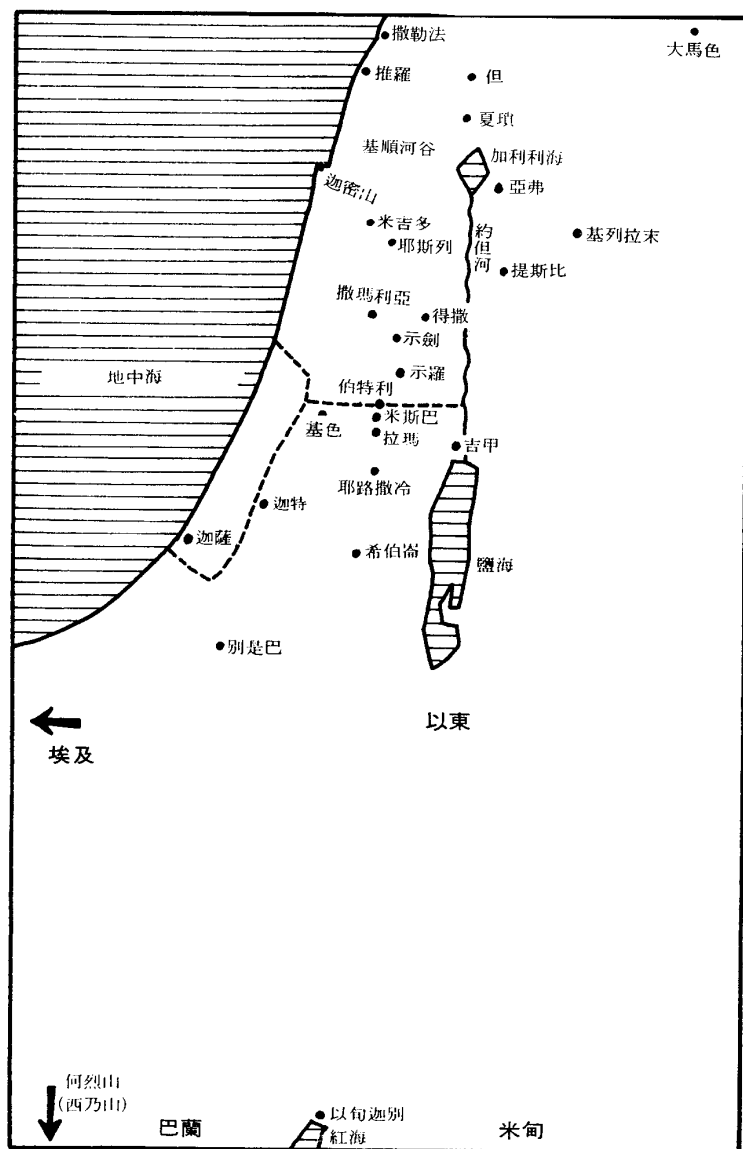 撒勒法
大馬色
推羅
但
夏瑣
基順河谷
加利利海
迦密山
亞弗
米吉多
約但河
基列拉末
耶斯列
提斯比
撒瑪利亞
得撒
示劍
地中海
示羅
伯特利
基色
米斯巴
拉瑪
吉甲
耶路撒冷
迦特
迦薩
希伯崙
鹽海
別是巴
以東
埃及
何烈山
(西乃山)
巴蘭
以旬迦別
紅海
米甸